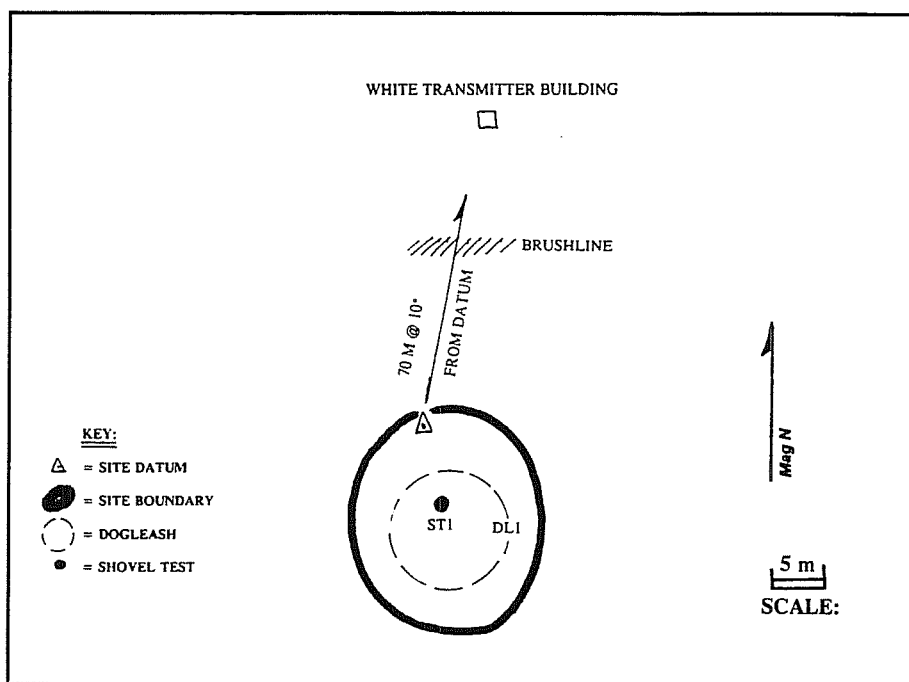 WHITE TRANSMITTER BUILDING
BRUSHLINE
70 M @ 10°
FROM DATUM
KEY:
= SITE DATUM
= SITE BOUNDARY
= DOGLEASH
= SHOVEL TEST
ST1
DL1
Mag N
5 m
SCALE: